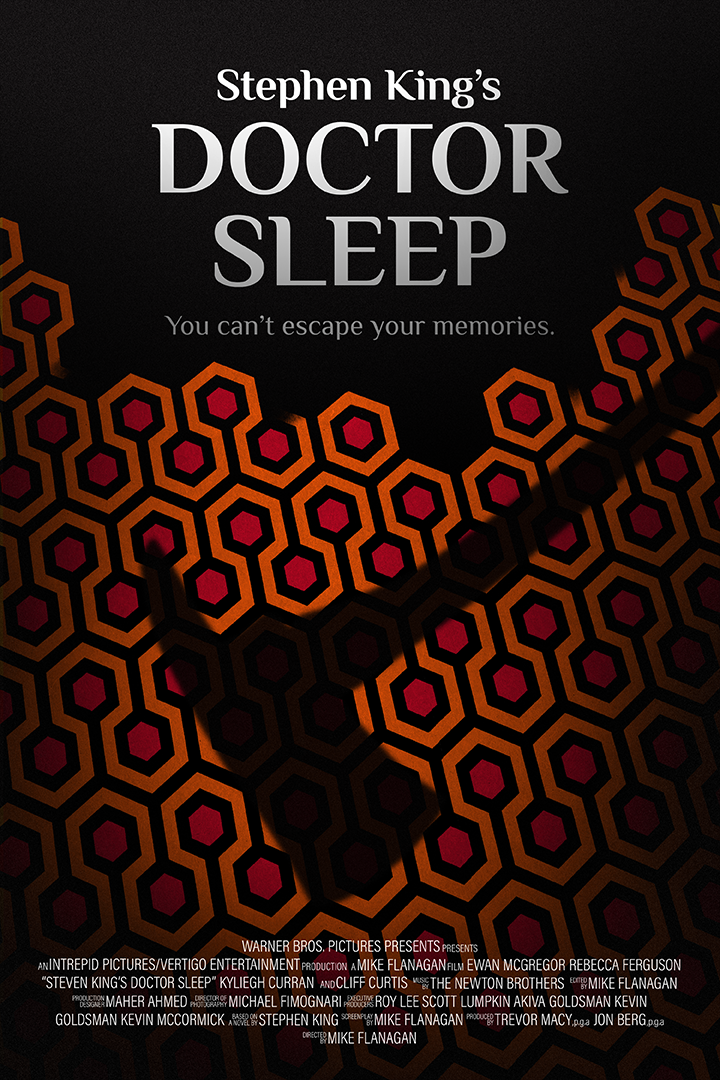 Stephen King's
DOCTOR
SLEEP
You can't escape your memories.
WARNER BROS. PICTURES PRESENTS PRESENTS
AN INTREPID PICTURES/VERTIGO ENTERTAINMENT PRODUCTION A MIKE FLANAGAN FILM EWAN MCGREGOR REBECCA FERGUSON
"STEVEN KING'S DOCTOR SLEEP" KYLIEGH CURRAN AND CLIFF CURTIS MUSIC BY THE NEWTON BROTHERS EDITED BY MIKE FLANAGAN
PRODUCTION DESIGNER MAHER AHMED DIRECTOR OF PHOTOGRAPHY MICHAEL FIMOGNARI EXECUTIVE PRODUCERS ROY LEE SCOTT LUMPKIN AKIVA GOLDSMAN KEVIN
GOLDSMAN KEVIN MCCORMICK BASED ON A NOVEL BY STEPHEN KING SCREENPLAY BY MIKE FLANAGAN PRODUCED BY TREVOR MACY,p.g.a JON BERG,p.g.a
DIRECTED BY MIKE FLANAGAN